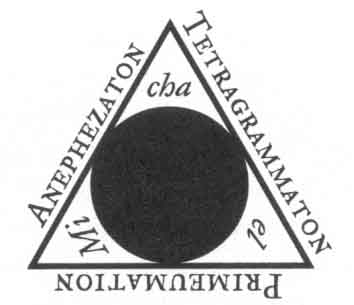 ANEPHEZATON
TETRAGRAMMATON
PRIMEUMATION
Mi
cha
el